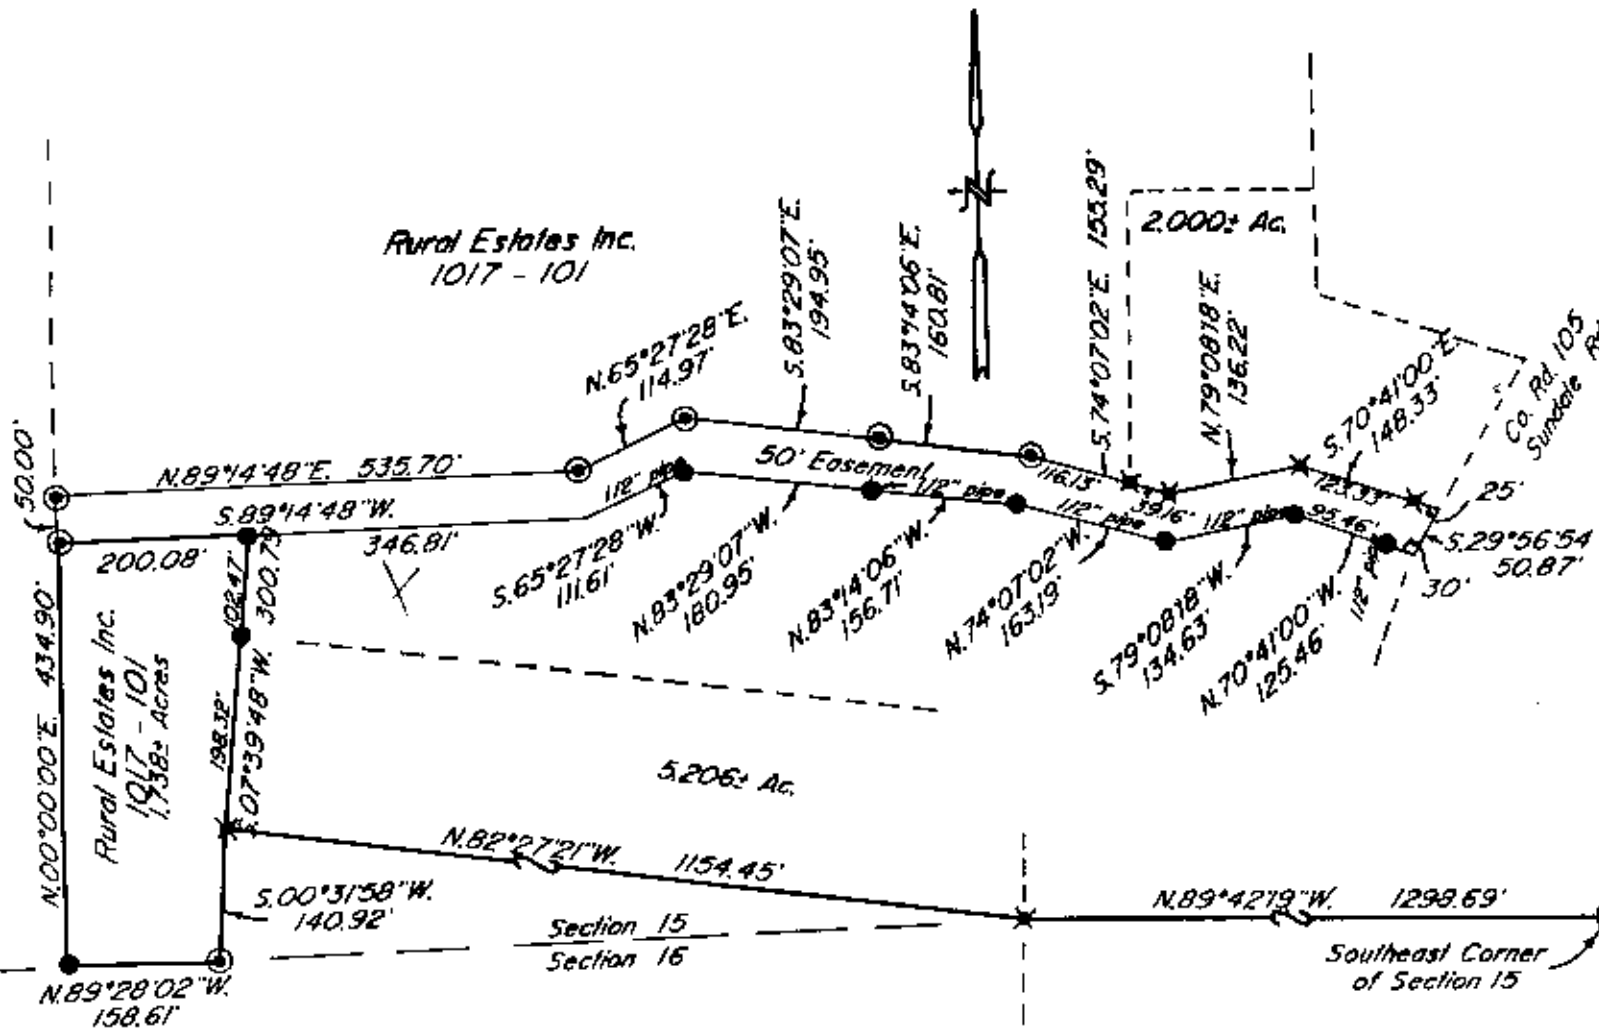 Rural Estates Inc.
1017 - 101
N
2.000± Ac.
N.65°27'28"E.
114.97'
S.83°29'07"E.
194.95'
S.83°14'06"E.
160.81'
S.74°07'02"E. 155.29'
N.79°08'18"E.
136.22'
S.70°41'00"E.
148.33'
Co. Rd. 105
Sundale
50.00'
N.89°14'48"E. 535.70'
50' Easement
116.13'
39.16'
123.33'
25'
S.89°14'48"W.
200.08'
346.81'
1.12" pipe
1.12" pipe
1.12" pipe
1.12" pipe
95.46'
1.12" pipe
30'
S.29°56'54
50.87'
S.65°27'28"W.
111.61'
N.83°29'07"W.
180.95'
N.83°14'06"W.
156.71'
N.74°07'02"W.
163.19'
S.79°08'18"W.
134.63'
N.70°41'00"W.
125.46'
N.00°00'00"E. 434.90'
Rural Estates Inc.
1017 - 101
1.738± Acres
102.47'
198.32'
S.07°39'48"W. 300.79'
5.206± Ac.
N.82°27'21"W. 1154.45'
S.00°31'58"W.
140.92'
N.89°42'19"W. 1298.69'
Section 15
Section 16
Southeast Corner
of Section 15
N.89°28'02"W.
158.61'